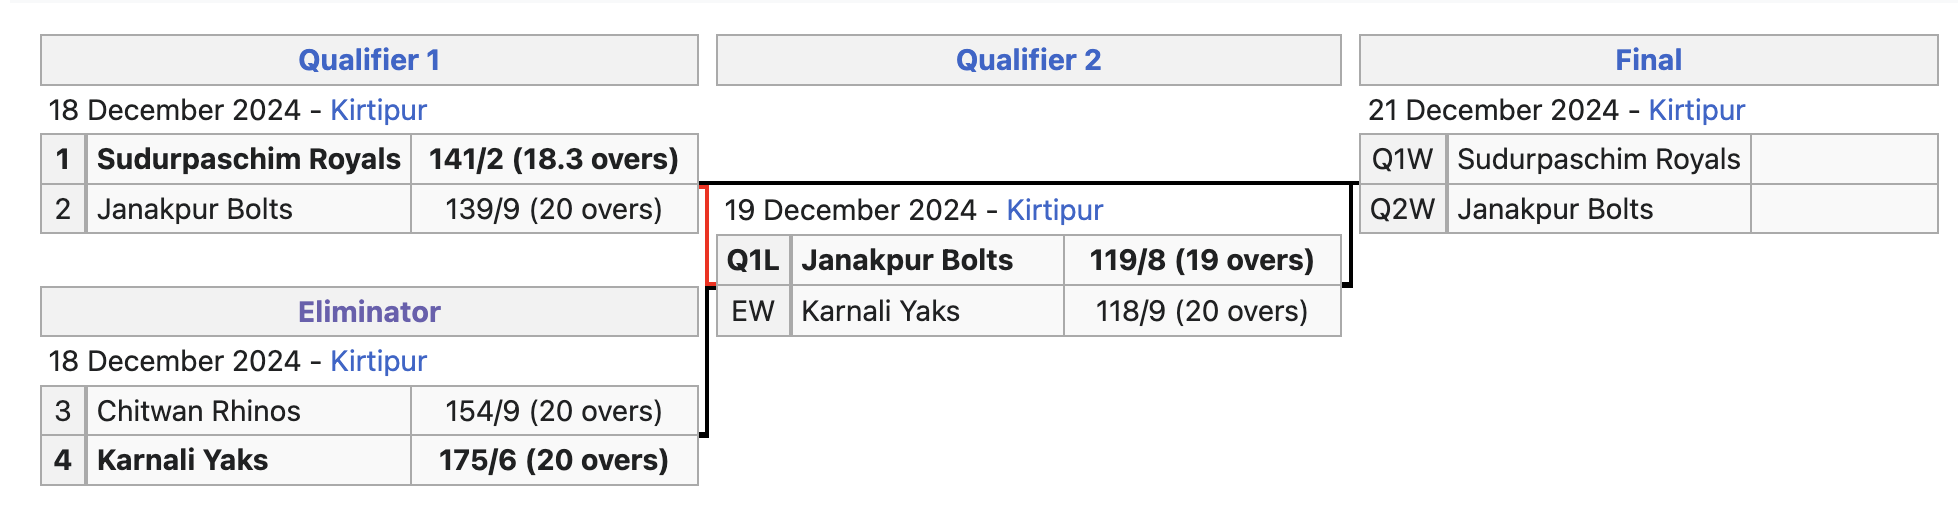 Qualifier 1
18 December 2024 - Kirtipur
1 Sudurpaschim Royals 141/2 (18.3 overs)
2 Janakpur Bolts 139/9 (20 overs)
Eliminator
18 December 2024 - Kirtipur
3 Chitwan Rhinos 154/9 (20 overs)
4 Karnali Yaks 175/6 (20 overs)
Qualifier 2
19 December 2024 - Kirtipur
Q1L Janakpur Bolts 119/8 (19 overs)
EW Karnali Yaks 118/9 (20 overs)
Final
21 December 2024 - Kirtipur
Q1W Sudurpaschim Royals
Q2W Janakpur Bolts